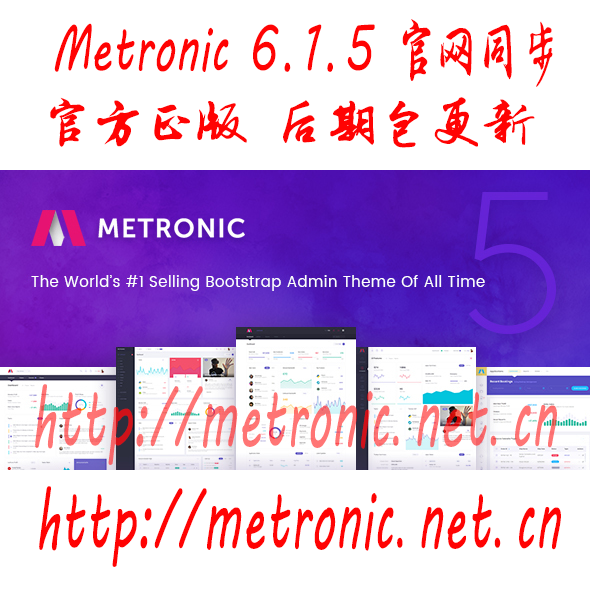 Metronic 6.1.5 官网同步
官方正版 后期包更新
METRONIC
5
The World's #1 Selling Bootstrap Admin Theme Of All Time
http://metronic.net.cn
http://metronic.net.cn